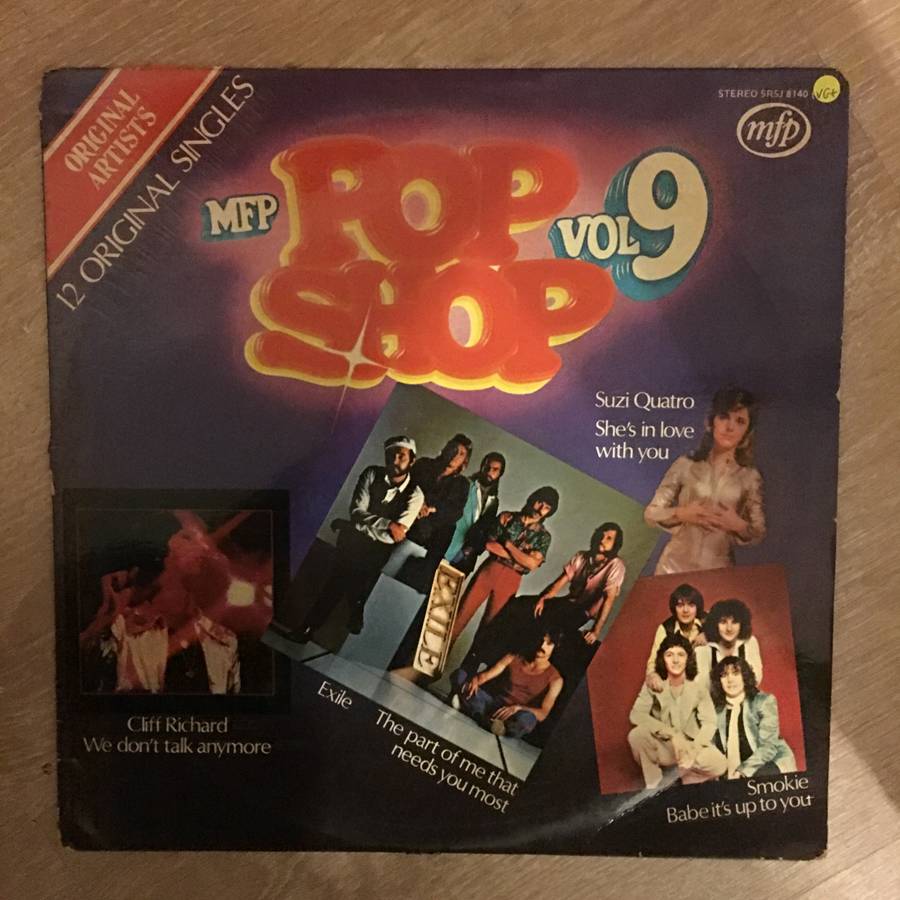 ORIGINAL
ARTISTS
12 ORIGINAL SINGLES
STEREO SRSJ 8140
VG+
mfp
MFP
POP
SHOP
VOL 9
Suzi Quatro
She's in love
with you
EXILE
Cliff Richard
We don't talk anymore
Exile
The part of me that
needs you most
Smokie
Babe it's up to you